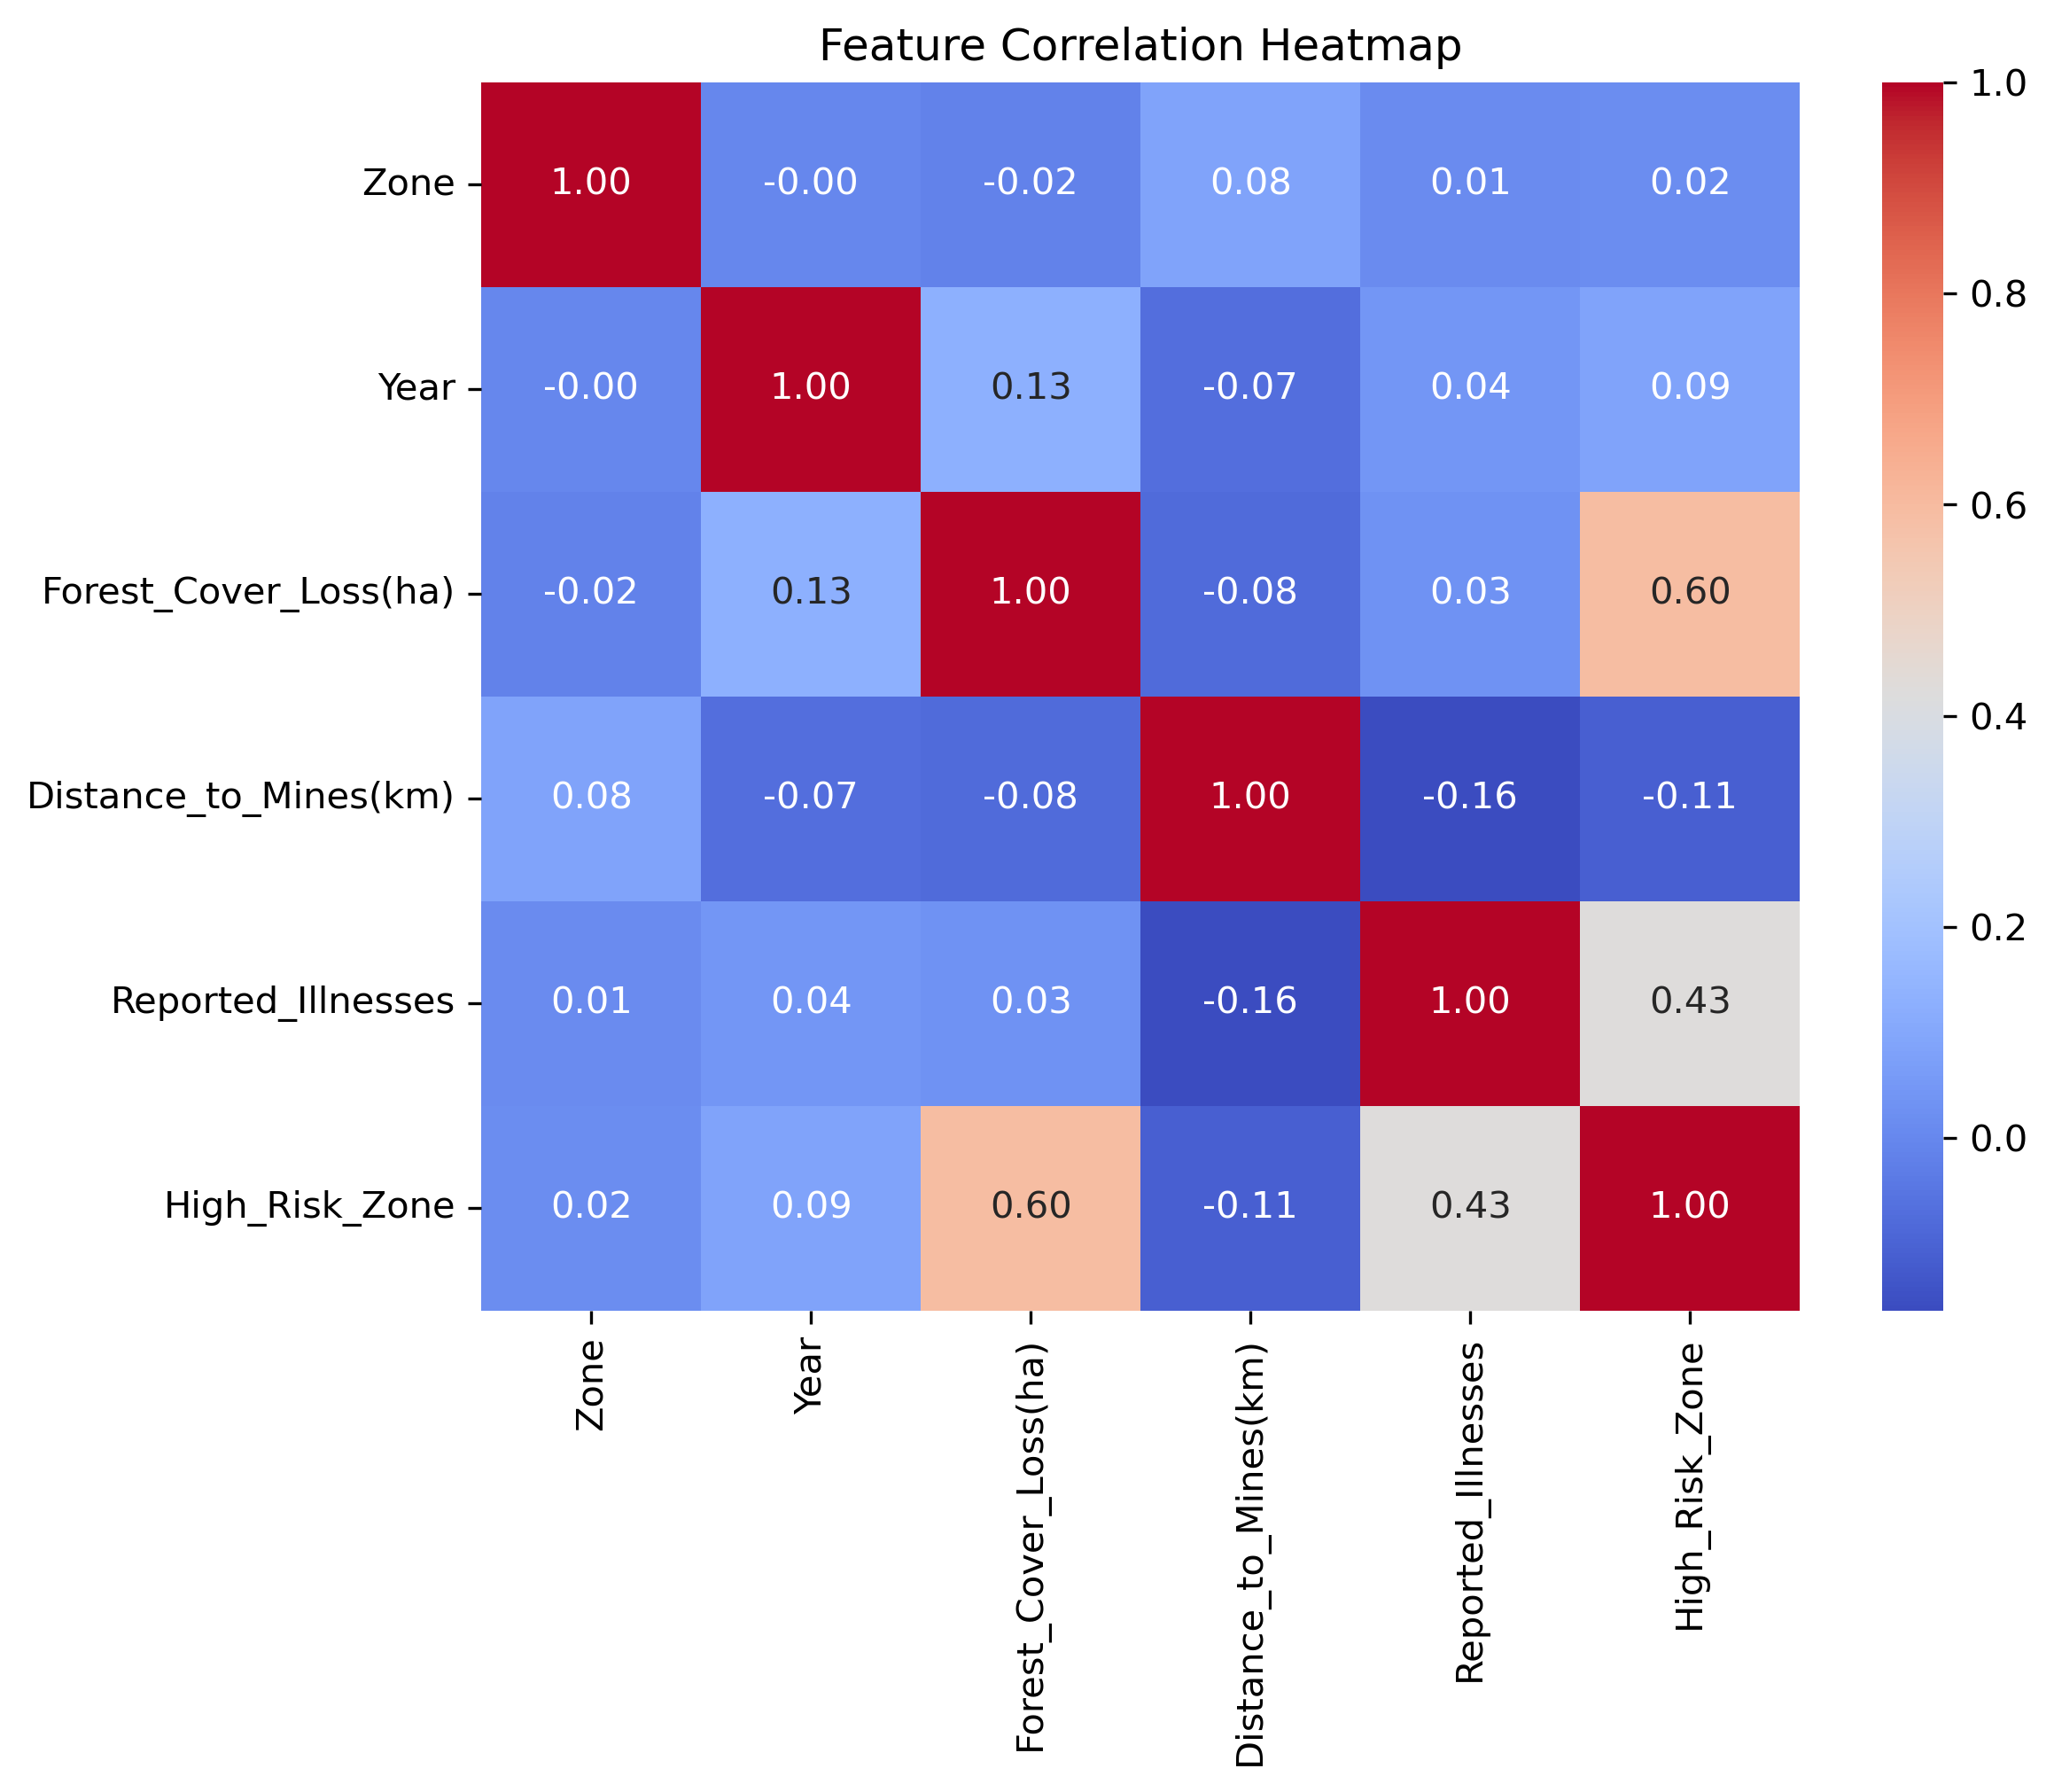 Feature Correlation Heatmap
Zone 1.00 -0.00 -0.02 0.08 0.01 0.02
Year -0.00 1.00 0.13 -0.07 0.04 0.09
Forest_Cover_Loss(ha) -0.02 0.13 1.00 -0.08 0.03 0.60
Distance_to_Mines(km) 0.08 -0.07 -0.08 1.00 -0.16 -0.11
Reported_Illnesses 0.01 0.04 0.03 -0.16 1.00 0.43
High_Risk_Zone 0.02 0.09 0.60 -0.11 0.43 1.00
Zone
Year
Forest_Cover_Loss(ha)
Distance_to_Mines(km)
Reported_Illnesses
High_Risk_Zone
1.0
0.8
0.6
0.4
0.2
0.0